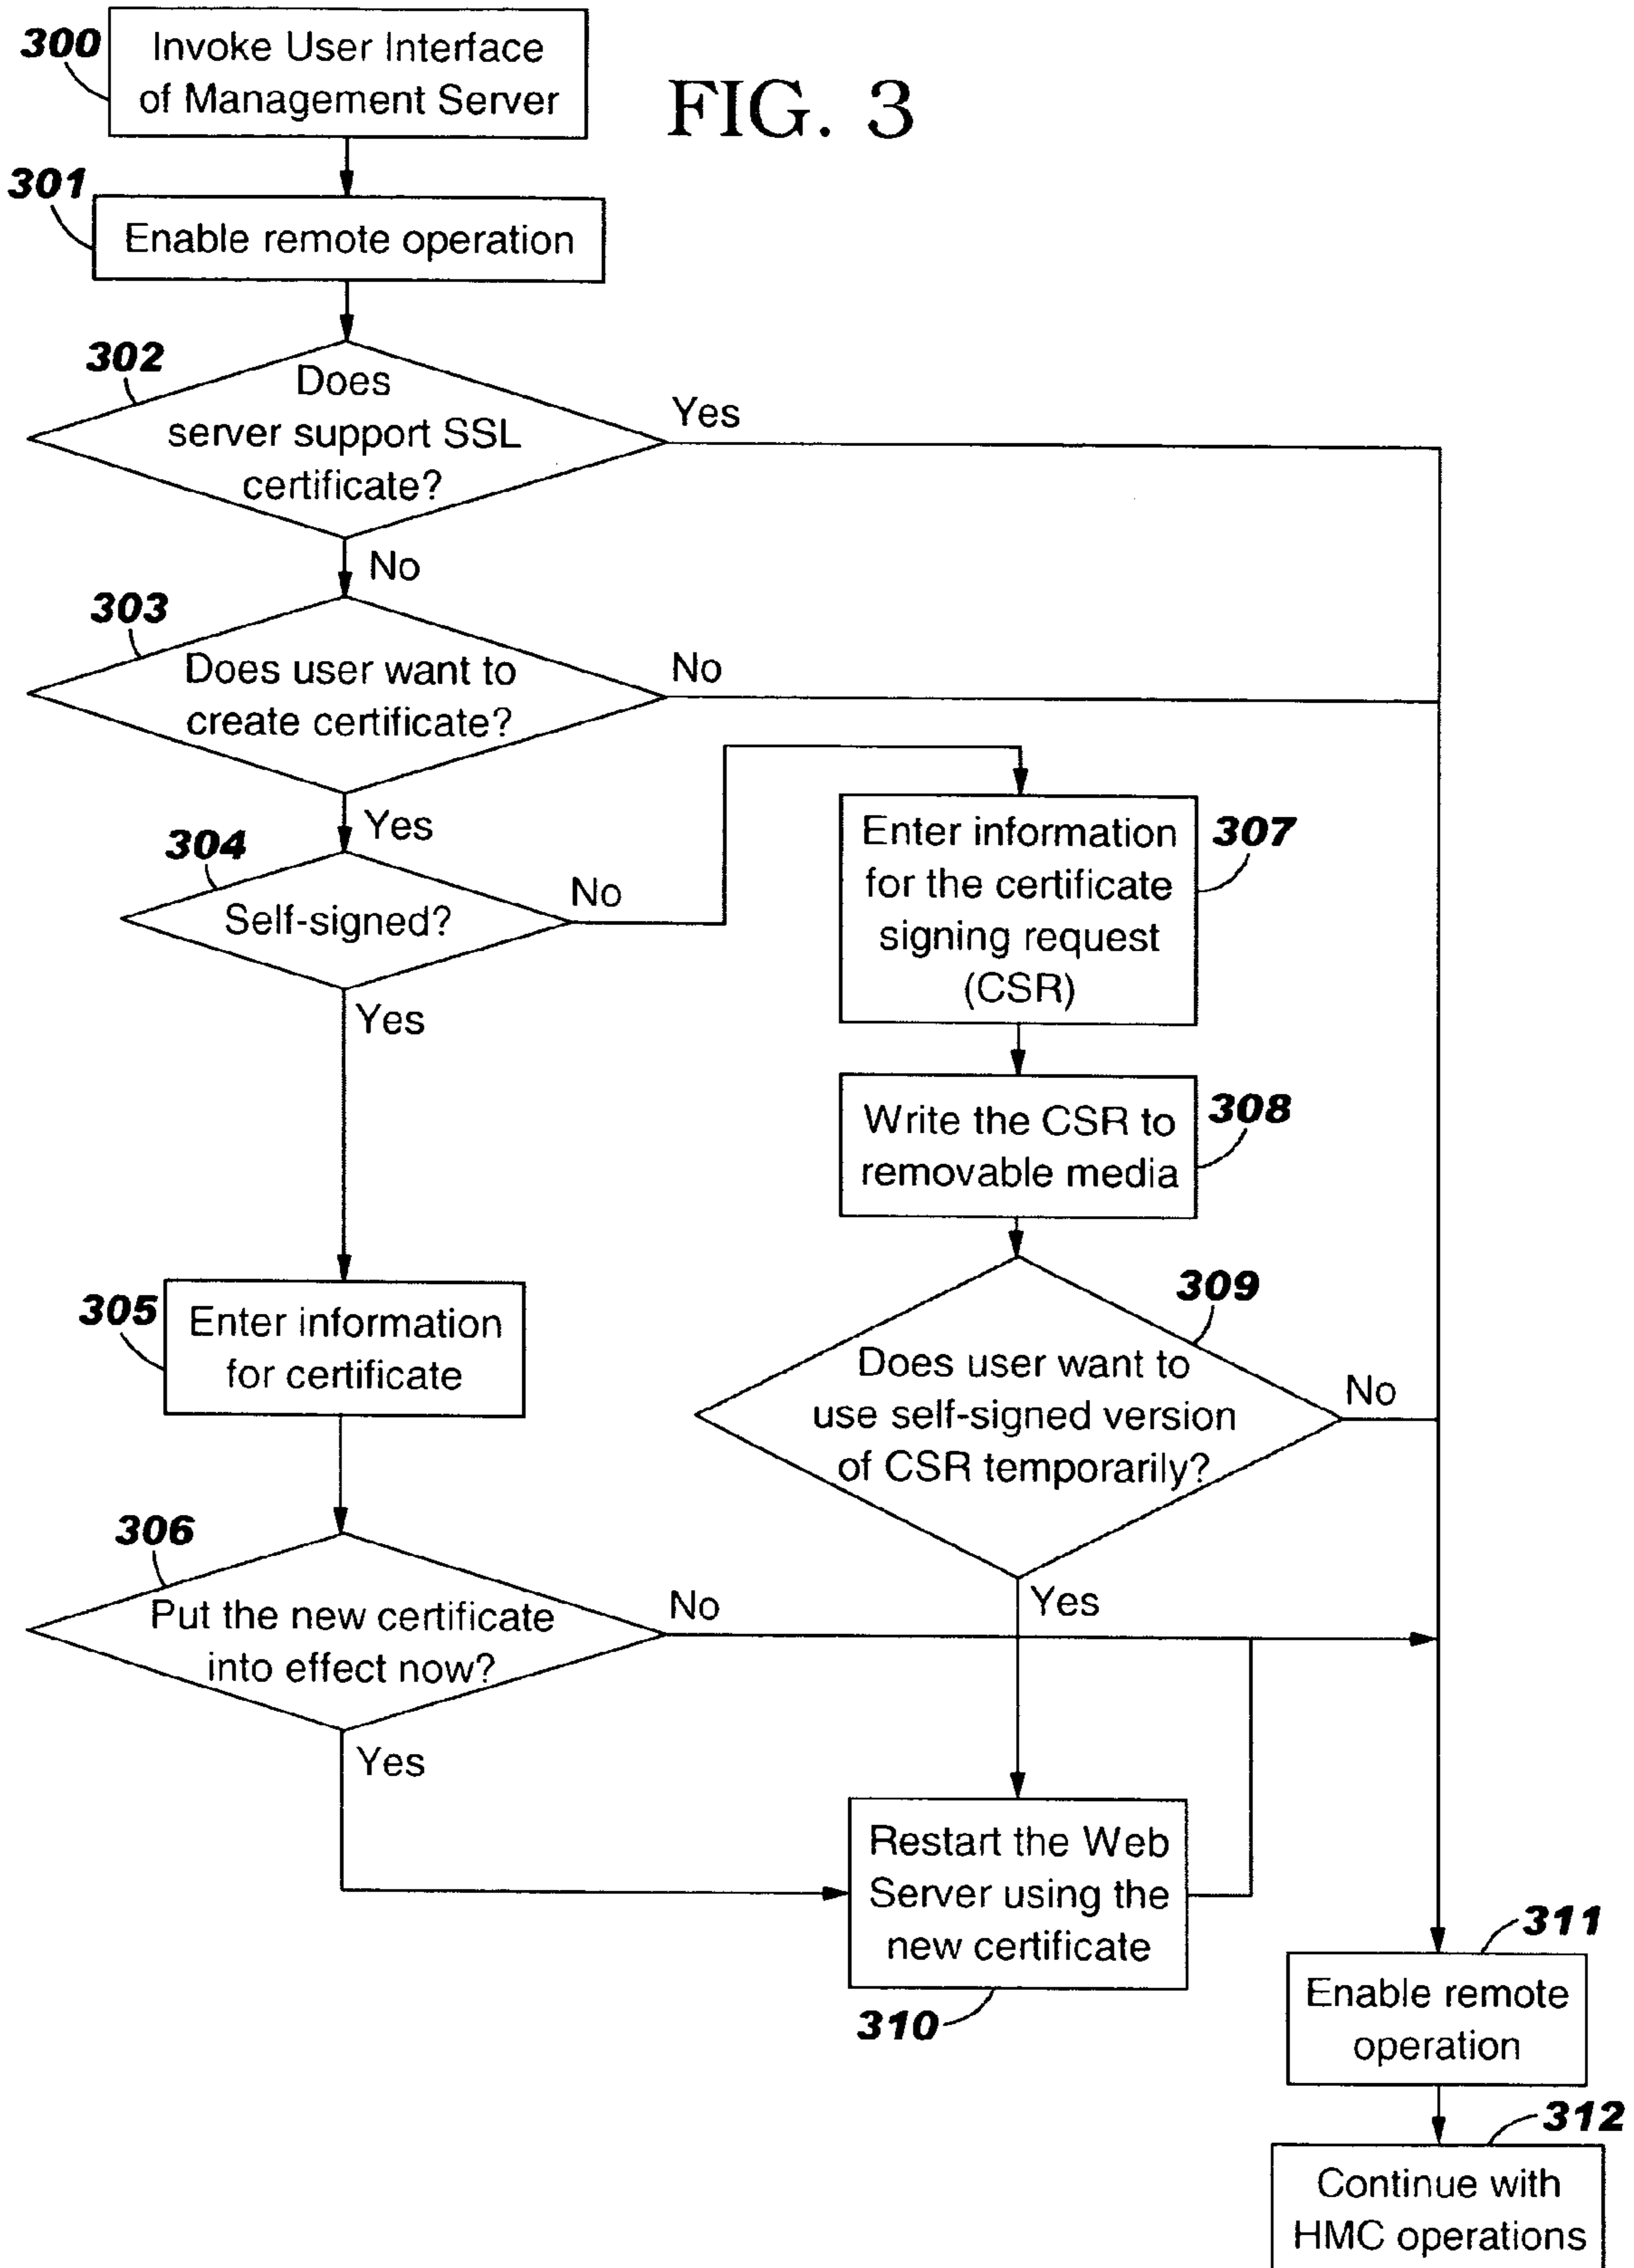 FIG. 3
300
Invoke User Interface
of Management Server
301
Enable remote operation
302
Does
server support SSL
certificate?
Yes
No
303
Does user want to
create certificate?
No
Yes
304
Self-signed?
No
Yes
307
Enter information
for the certificate
signing request
(CSR)
308
Write the CSR to
removable media
309
Does user want to
use self-signed version
of CSR temporarily?
No
Yes
305
Enter information
for certificate
306
Put the new certificate
into effect now?
No
Yes
Restart the Web
Server using the
new certificate
310
311
Enable remote
operation
312
Continue with
HMC operations